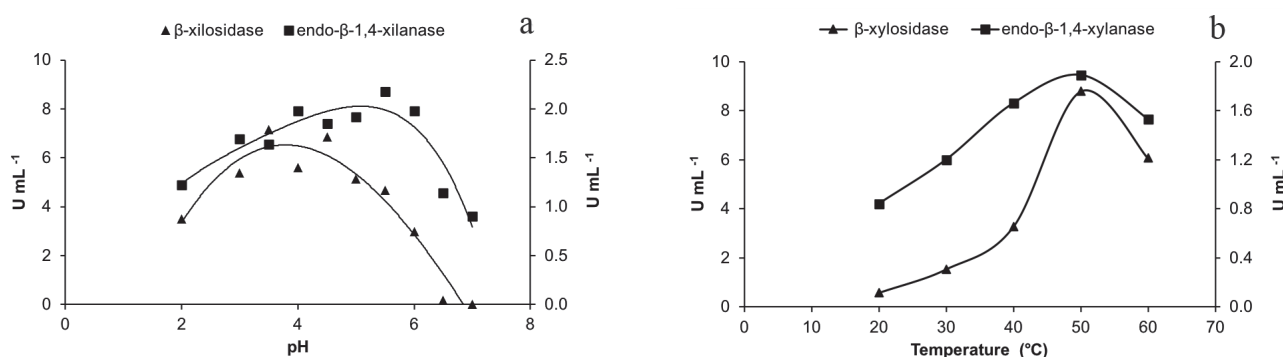 β-xilosidase endo-β-1,4-xilanase a
10 2.5
8 2.0
6 1.5
4 1.0
2 0.5
0 0.0
0 2 4 6 8
U mL -1
U mL -1
pH
β-xylosidase endo-β-1,4-xylanase b
10 2.0
8 1.6
6 1.2
4 0.8
2 0.4
0 0.0
0 10 20 30 40 50 60 70
U mL -1
U mL -1
Temperature (°C)